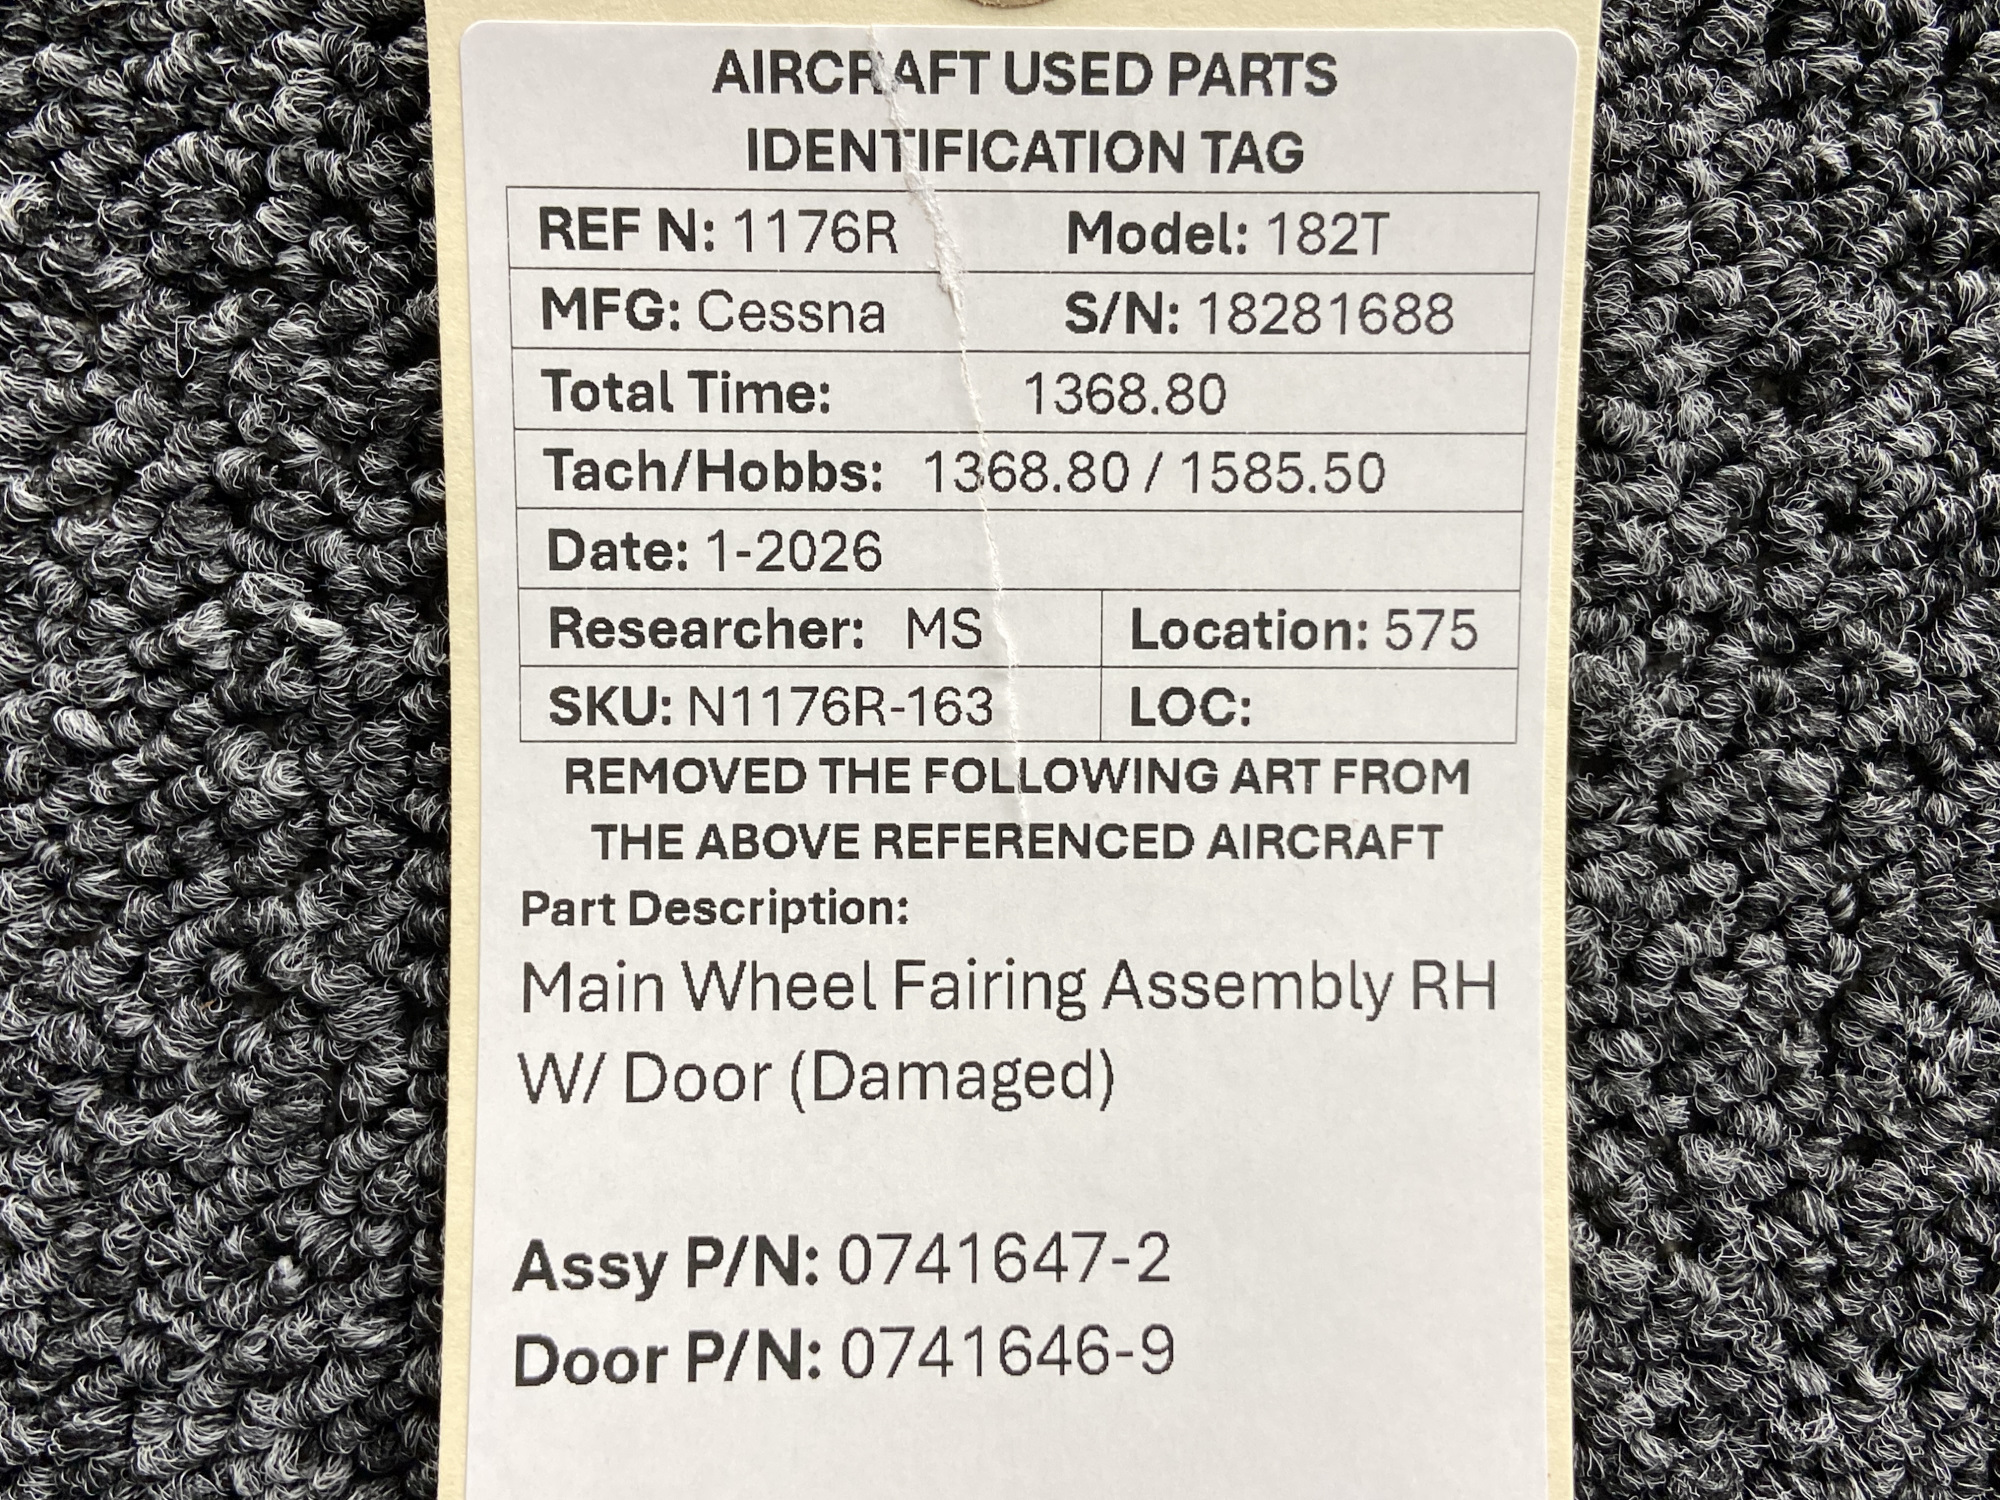 AIRCRAFT USED PARTS
IDENTIFICATION TAG
REF N: 1176R Model: 182T
MFG: Cessna S/N: 18281688
Total Time: 1368.80
Tach/Hobbs: 1368.80 / 1585.50
Date: 1-2026
Researcher: MS Location: 575
SKU: N1176R-163 LOC:
REMOVED THE FOLLOWING ART FROM
THE ABOVE REFERENCED AIRCRAFT
Part Description:
Main Wheel Fairing Assembly RH
W/ Door (Damaged)
Assy P/N: 0741647-2
Door P/N: 0741646-9